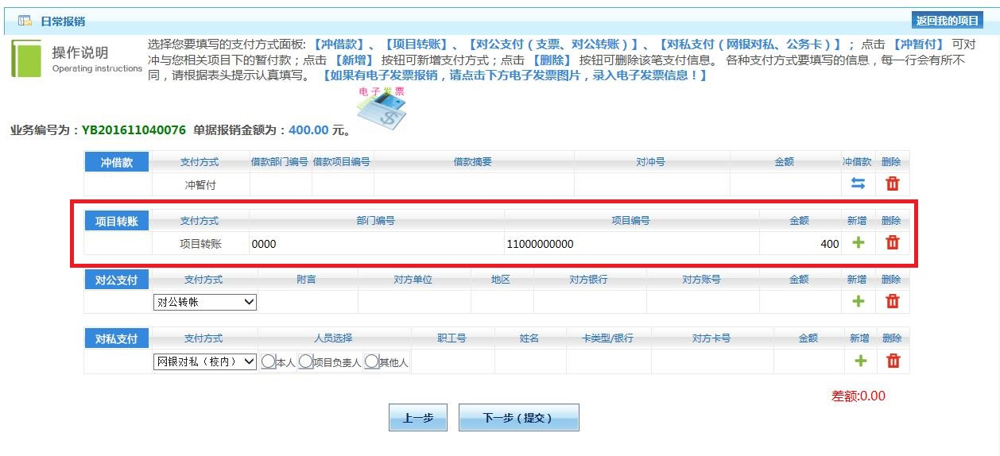 日常报销 返回我的项目
操作说明
Operating instructions
选择您要填写的支付方式面板:【冲借款】、【项目转账】、【对公支付（支票、对公转账）】、【对私支付（网银对私、公务卡）】；点击 【冲暂付】 可对
冲与您相关项目下的暂付款；点击 【新增】 按钮可新增支付方式；点击 【删除】 按钮可删除该笔支付信息。 各种支付方式要填写的信息，每一行会有所不
同，请根据表头提示认真填写。 【如果有电子发票报销，请点击下方电子发票图片，录入电子发票信息！】
电子发票
业务编号为：YB201611040076 单据报销金额为：400.00 元。
冲借款 支付方式 借款部门编号 借款项目编号 借款摘要 对冲号 金额 冲借款 删除
冲暂付
项目转账 支付方式 部门编号 项目编号 金额 新增 删除
项目转账 0000 11000000000 400
对公支付 支付方式 附言 对方单位 地区 对方银行 对方账号 金额 新增 删除
对公转帐
对私支付 支付方式 人员选择 职工号 姓名 卡类型/银行 对方卡号 金额 新增 删除
网银对私（校内） 本人 项目负责人 其他人
差额:0.00
上一步 下一步（提交）